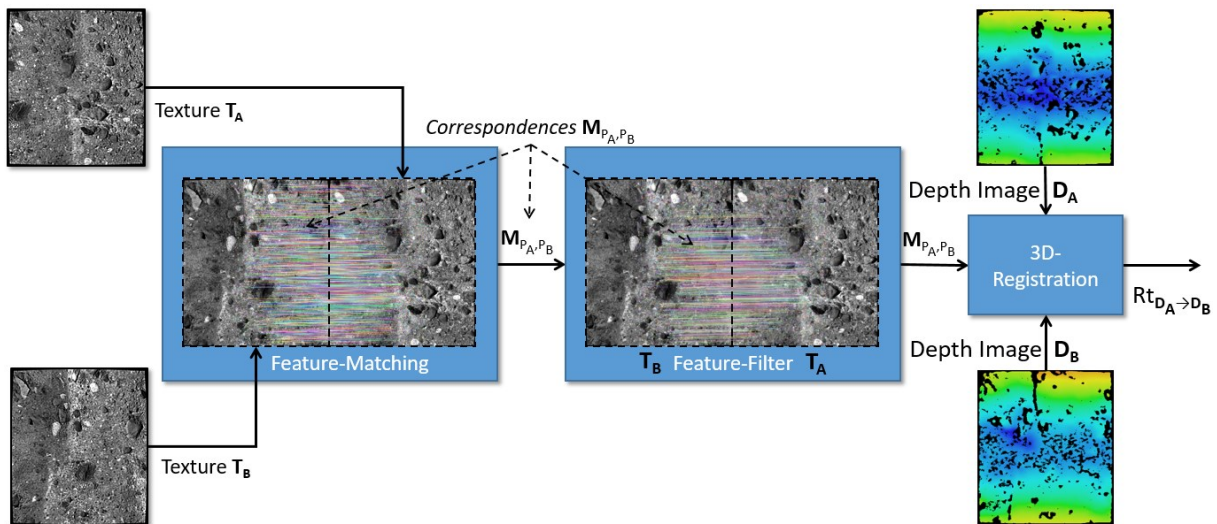 Texture T_A
Correspondences M_{P_A,P_B}
Depth Image D_A
M_{P_A,P_B}
M_{P_A,P_B}
3D-
Registration
Rt_{D_A→D_B}
Feature-Matching
T_B Feature-Filter T_A
Depth Image D_B
Texture T_B